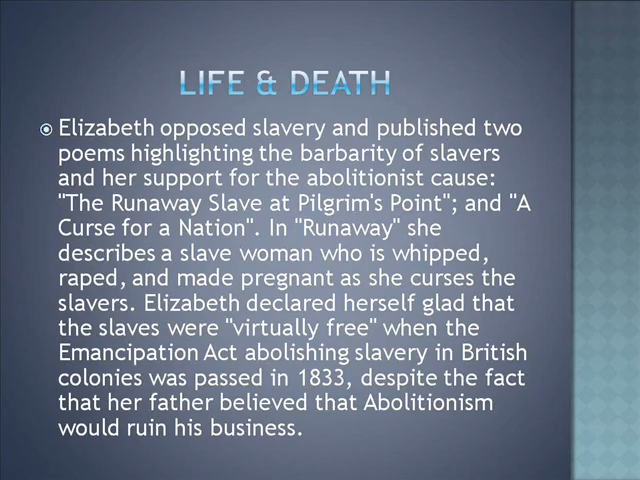 LIFE & DEATH
Elizabeth opposed slavery and published two
poems highlighting the barbarity of slavers
and her support for the abolitionist cause:
"The Runaway Slave at Pilgrim's Point"; and "A
Curse for a Nation". In "Runaway" she
describes a slave woman who is whipped,
raped, and made pregnant as she curses the
slavers. Elizabeth declared herself glad that
the slaves were "virtually free" when the
Emancipation Act abolishing slavery in British
colonies was passed in 1833, despite the fact
that her father believed that Abolitionism
would ruin his business.